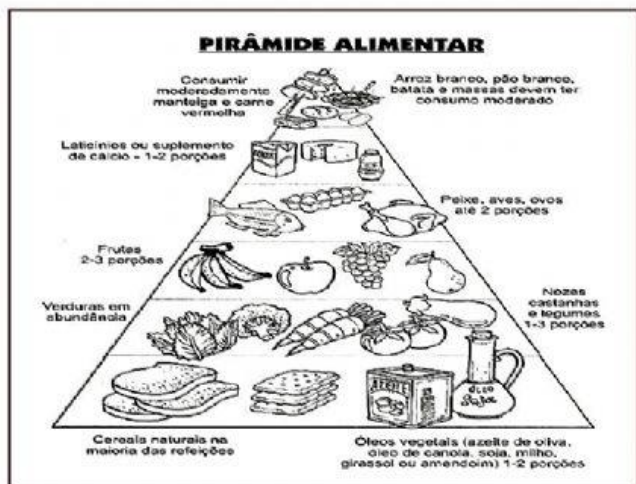 PIRÂMIDE ALIMENTAR
Consumir
moderadamente
manteiga e carne
vermelha
Arroz branco, pão branco,
batata e massas devem ter
consumo moderado
Laticínios ou suplemento
de cálcio - 1-2 porções
Peixe, aves, ovos
até 2 porções
Frutas
2-3 porções
Verduras em
abundância
Nozes
castanhas
e legumes
1-3 porções
AZEITE
ÓLEO
Soja
Cereais naturais na
maioria das refeições
Óleos vegetais (azeite de oliva,
óleo de canola, soja, milho,
girassol ou amendoim) 1-2 porções